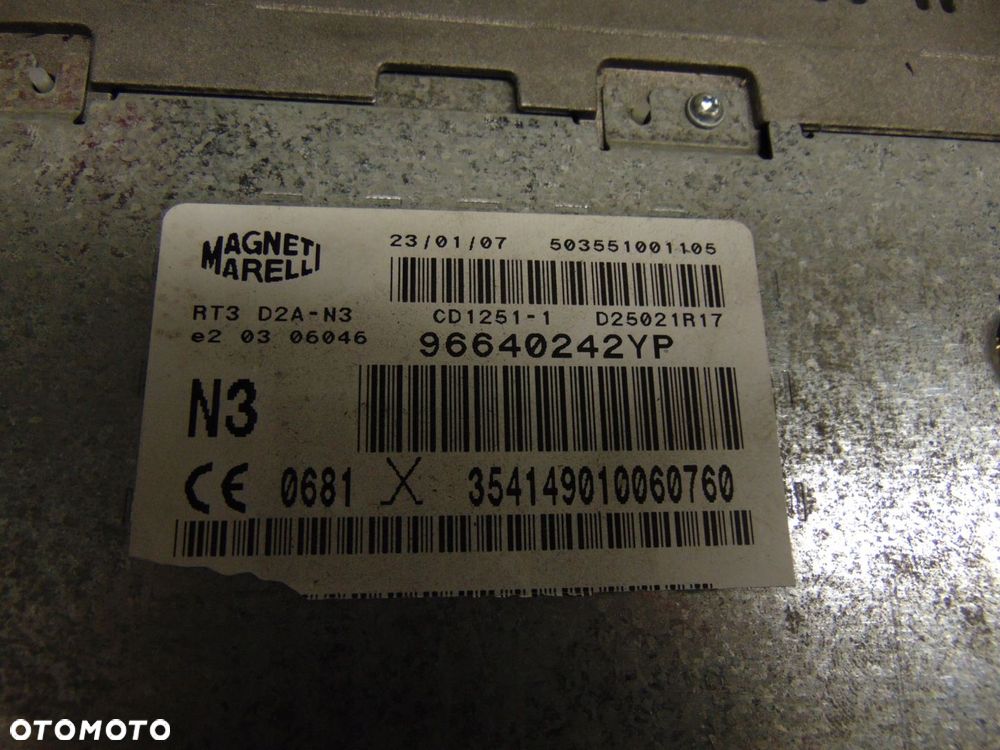 MAGNETI
MARELLI
23/01/07 503551001105
RT3 D2A-N3 CD1251-1 D25021R17
e2 03 06046 96640242YP
N3
CE 0681 X 354149010060760
OTOMOTO